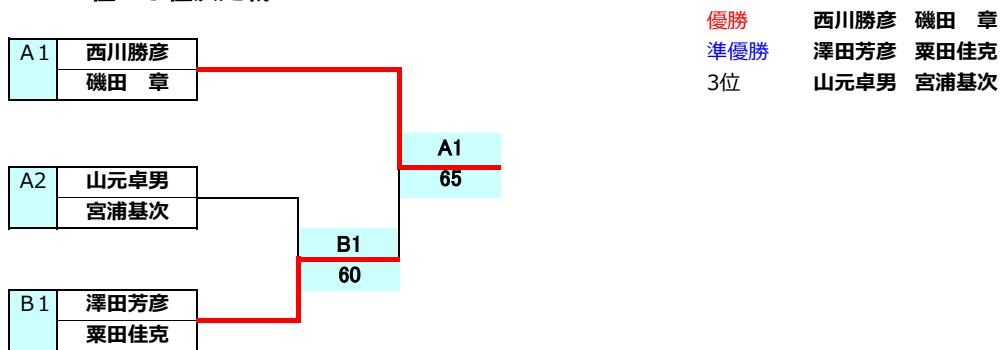 優勝 西川勝彦 磯田 章
準優勝 澤田芳彦 粟田佳克
3位 山元卓男 宮浦基次
A1 西川勝彦
磯田 章
A1
65
A2 山元卓男
宮浦基次
B1
60
B1 澤田芳彦
粟田佳克